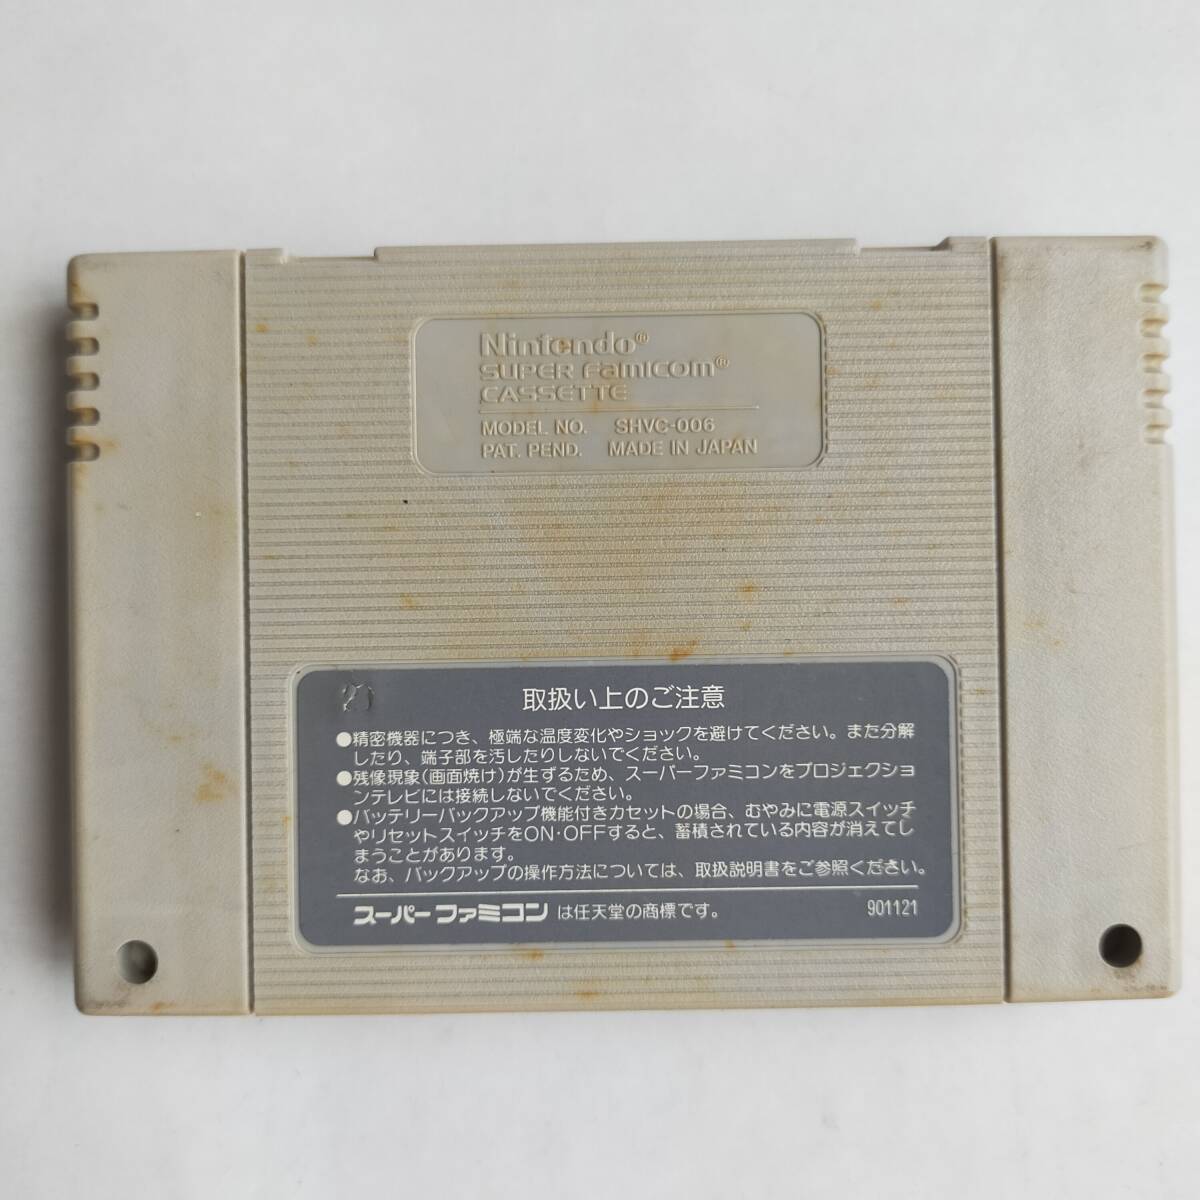 Nintendo®
SUPER FAMICOM®
CASSETTE
MODEL NO. SHVC-006
PAT. PEND. MADE IN JAPAN
取扱い上のご注意
●精密機器につき、極端な温度変化やショックを避けてください。また分解
したり、端子部を汚したりしないでください。
●残像現象(画面焼け)が生ずるため、スーパーファミコンをプロジェクショ
ンテレビには接続しないでください。
●バッテリーバックアップ機能付きカセットの場合、むやみに電源スイッチ
やリセットスイッチをON・OFFすると、蓄積されている内容が消えてし
まうことがあります。
なお、バックアップの操作方法については、取扱説明書をご参照ください。
スーパーファミコン は任天堂の商標です。 901121